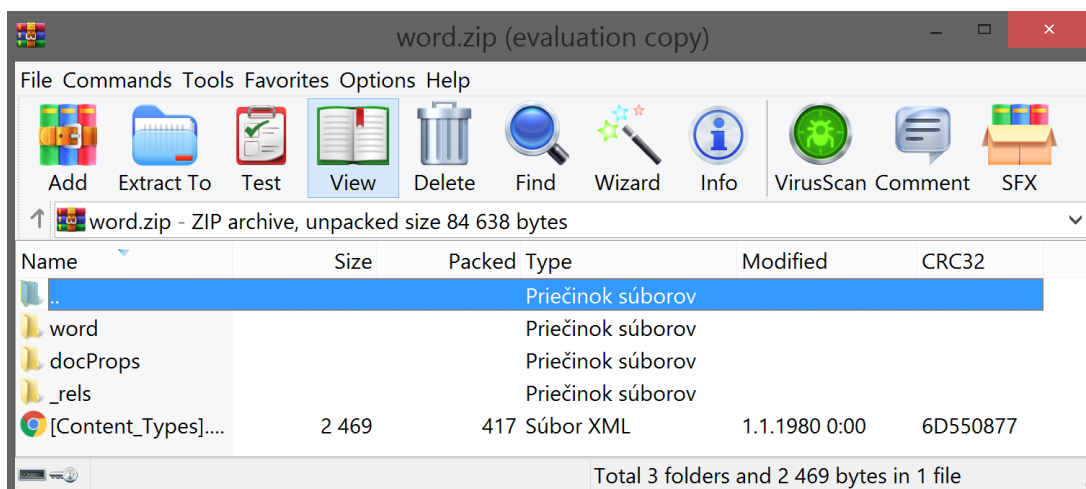 word.zip (evaluation copy)
File Commands Tools Favorites Options Help
Add Extract To Test View Delete Find Wizard Info VirusScan Comment SFX
word.zip - ZIP archive, unpacked size 84 638 bytes
Name Size Packed Type Modified CRC32
.. Priečinok súborov
word Priečinok súborov
docProps Priečinok súborov
_rels Priečinok súborov
[Content_Types].... 2 469 417 Súbor XML 1.1.1980 0:00 6D550877
Total 3 folders and 2 469 bytes in 1 file